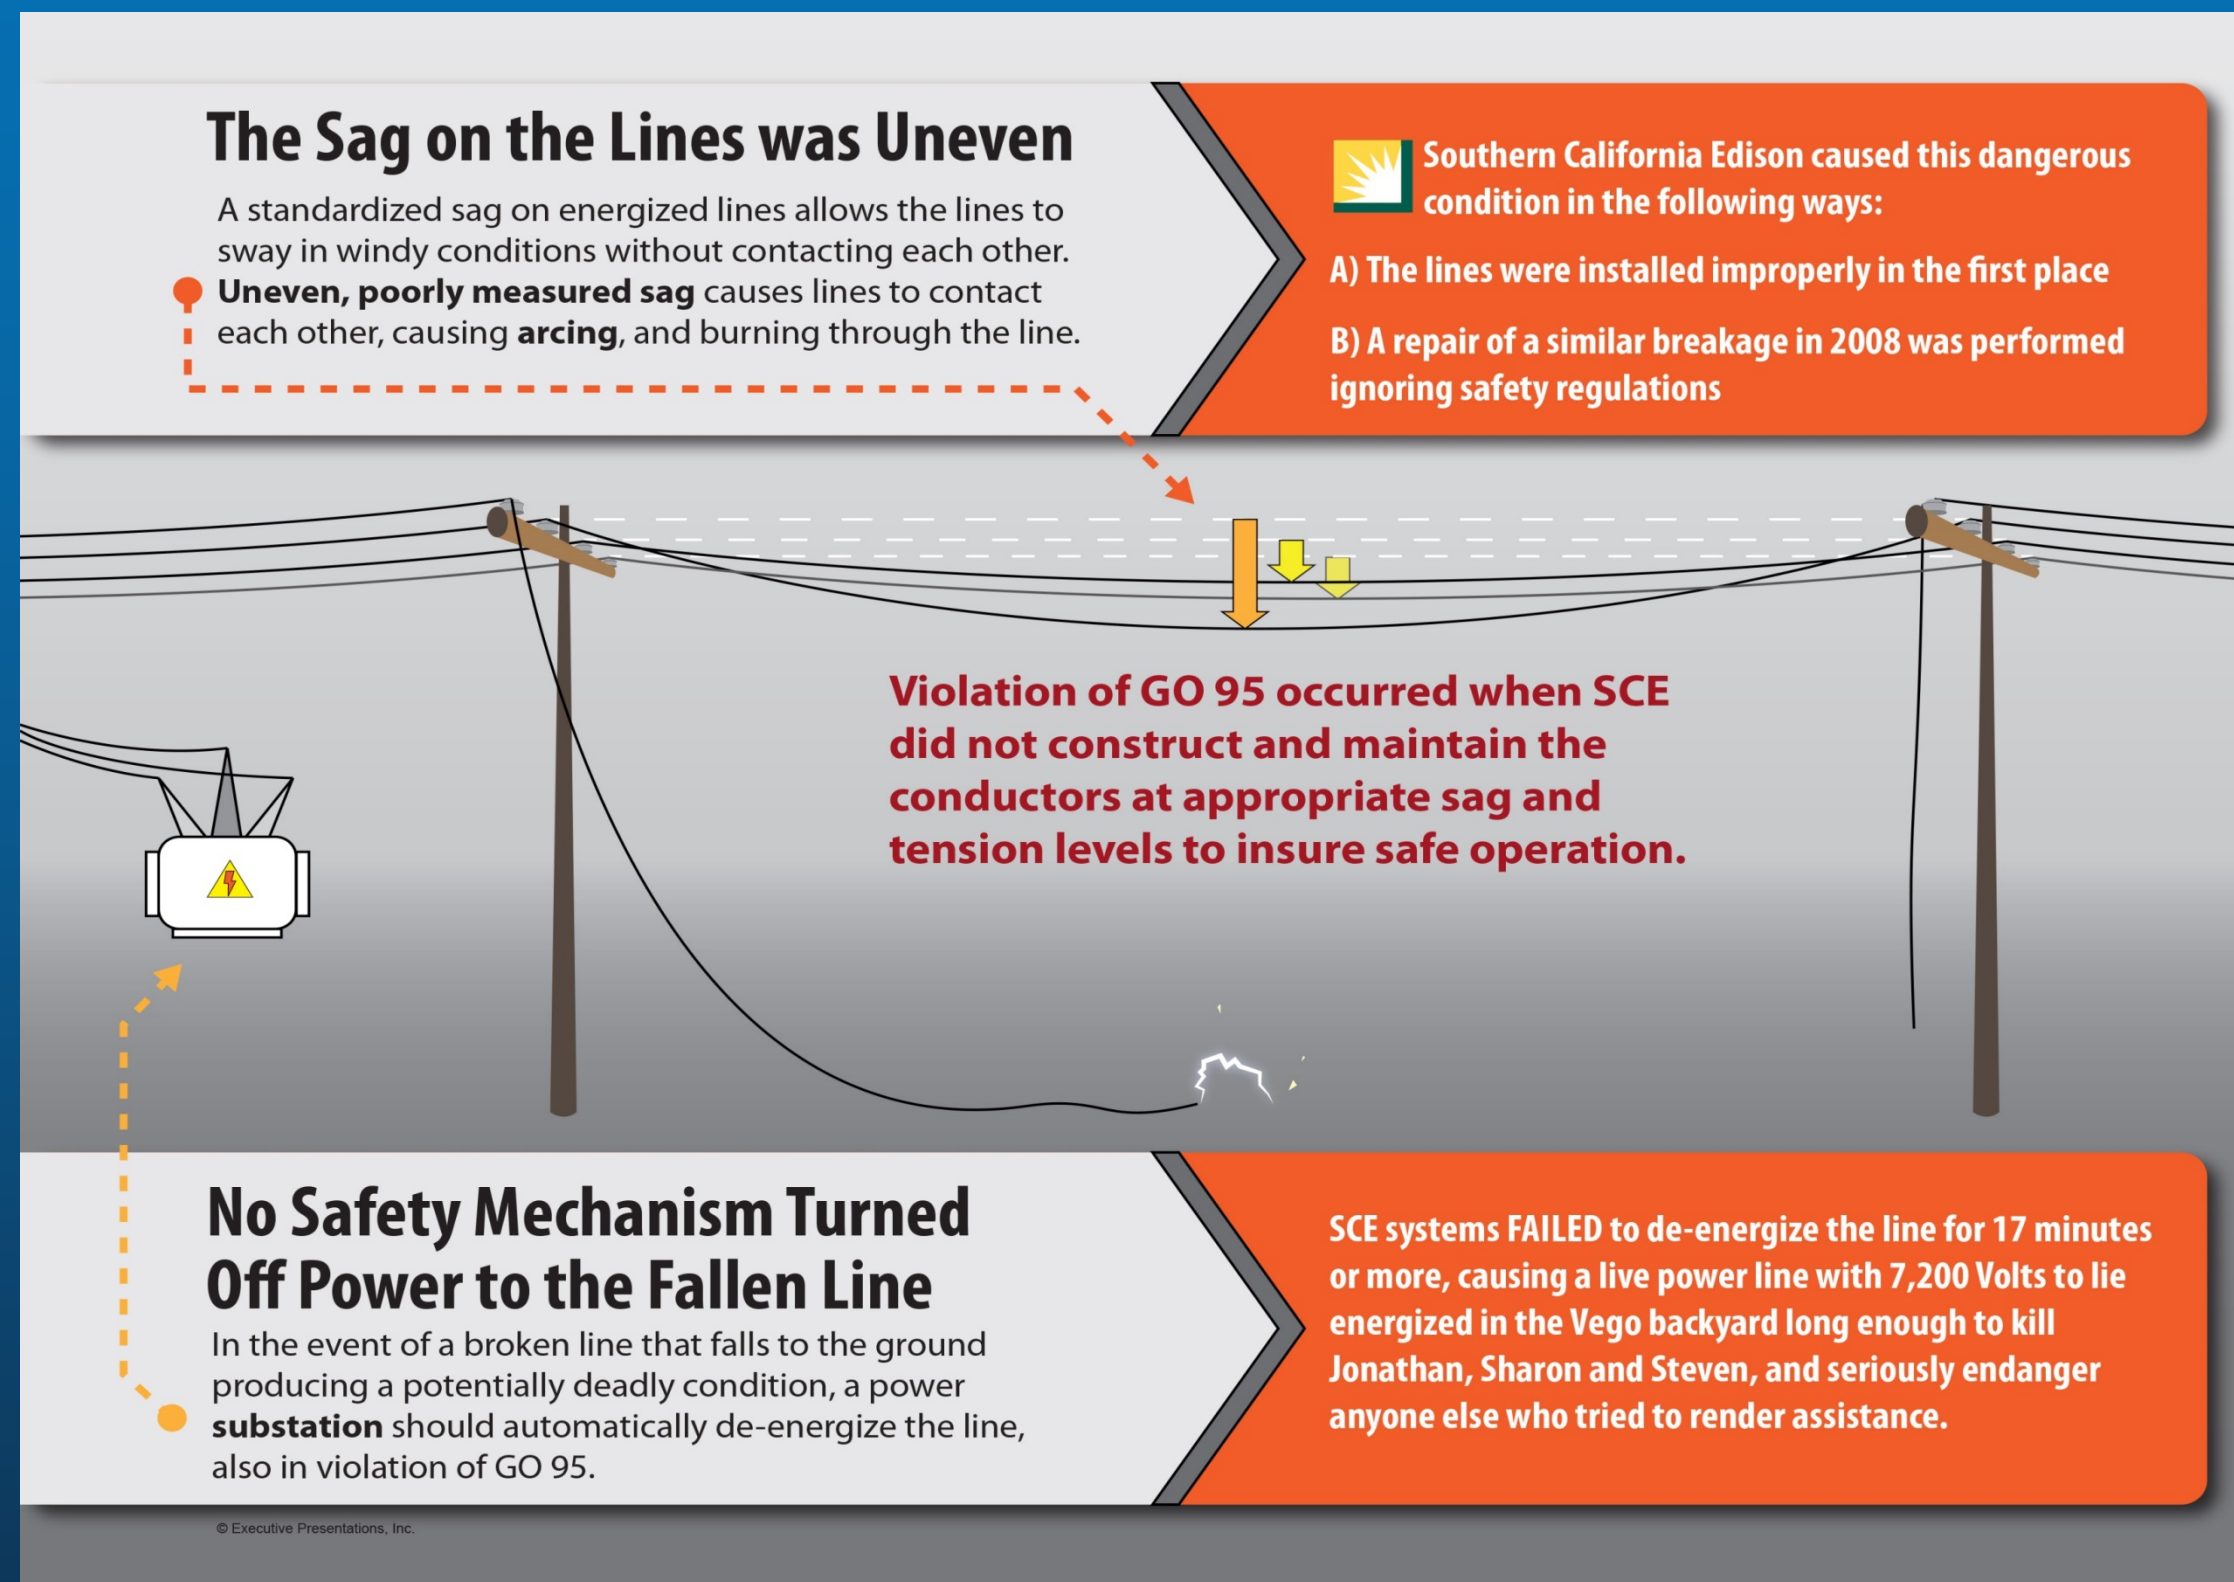 The Sag on the Lines was Uneven
A standardized sag on energized lines allows the lines to
sway in windy conditions without contacting each other.
Uneven, poorly measured sag causes lines to contact
each other, causing arcing, and burning through the line.
Southern California Edison caused this dangerous
condition in the following ways:
A) The lines were installed improperly in the first place
B) A repair of a similar breakage in 2008 was performed
ignoring safety regulations
Violation of GO 95 occurred when SCE
did not construct and maintain the
conductors at appropriate sag and
tension levels to insure safe operation.
No Safety Mechanism Turned
Off Power to the Fallen Line
In the event of a broken line that falls to the ground
producing a potentially deadly condition, a power
substation should automatically de-energize the line,
also in violation of GO 95.
SCE systems FAILED to de-energize the line for 17 minutes
or more, causing a live power line with 7,200 Volts to lie
energized in the Vego backyard long enough to kill
Jonathan, Sharon and Steven, and seriously endanger
anyone else who tried to render assistance.
© Executive Presentations, Inc.